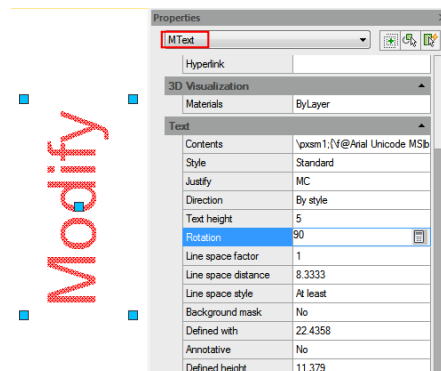 Modify
Properties
MText
Hyperlink
3D Visualization
Materials ByLayer
Text
Contents \pxsm1;{\f@Arial Unicode MS|b
Style Standard
Justify MC
Direction By style
Text height 5
Rotation 90
Line space factor 1
Line space distance 8.3333
Line space style At least
Background mask No
Defined with 22.4358
Annotative No
Defined height 11.379